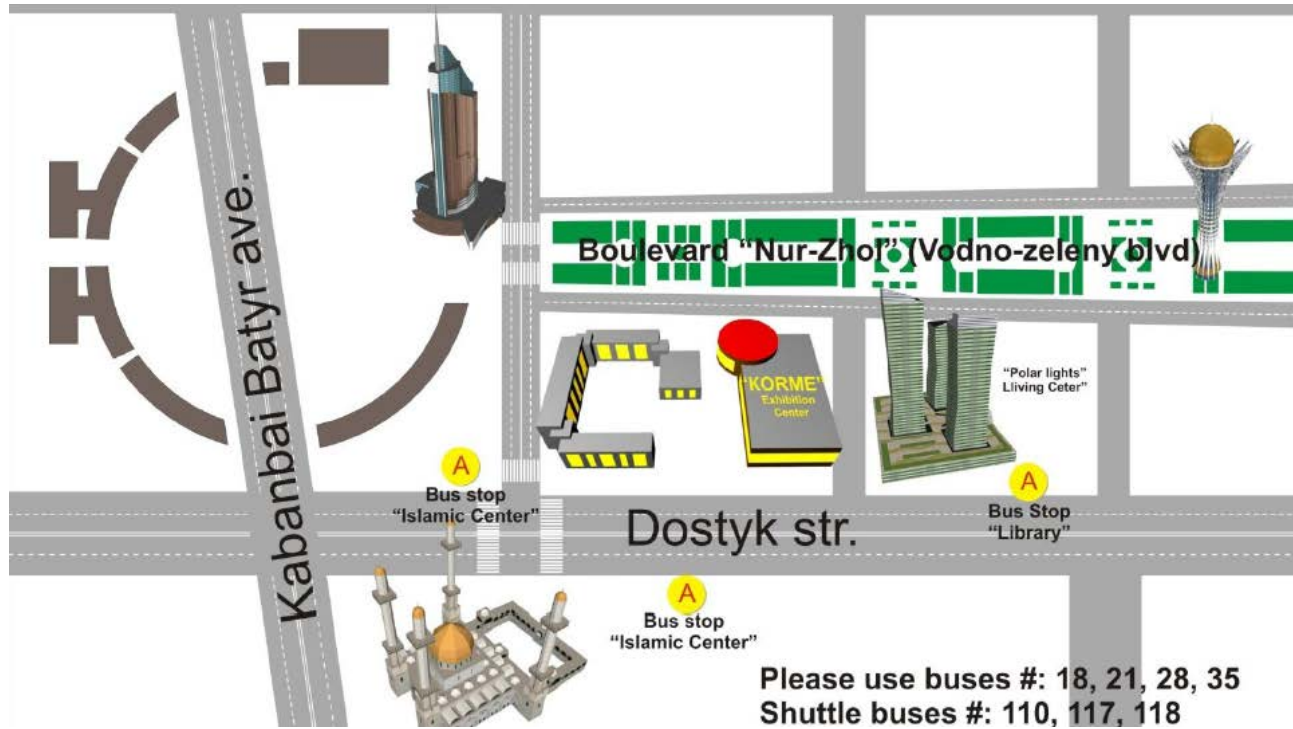 Kabanbai Batyr ave.
Boulevard "Nur-Zhol" (Vodno-zeleny blvd)
"KORME"
Exhibition
Center
"Polar lights"
Lliving Ceter"
A
Bus stop
"Islamic Center"
A
Bus Stop
"Library"
Dostyk str.
A
Bus stop
"Islamic Center"
Please use buses #: 18, 21, 28, 35
Shuttle buses #: 110, 117, 118